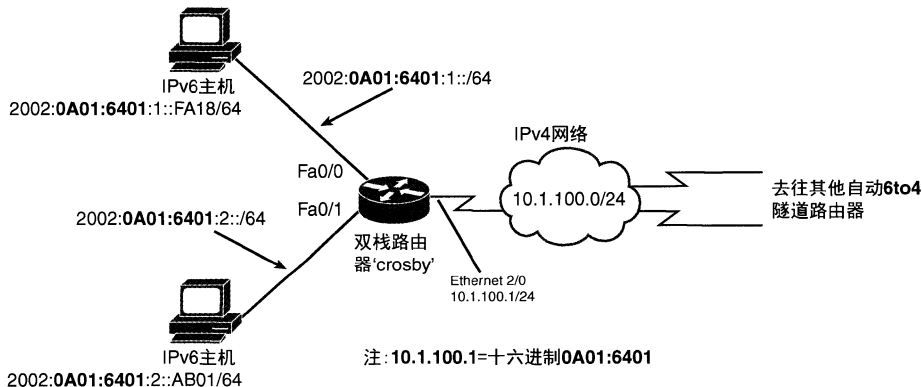 IPv6主机
2002:0A01:6401:1::FA18/64
2002:0A01:6401:1::/64
IPv4网络
Fa0/0
10.1.100.0/24
去往其他自动6to4
隧道路由器
Fa0/1
2002:0A01:6401:2::/64
双栈路由
器‘crosby’
Ethernet 2/0
10.1.100.1/24
IPv6主机
2002:0A01:6401:2::AB01/64
注：10.1.100.1=十六进制0A01:6401